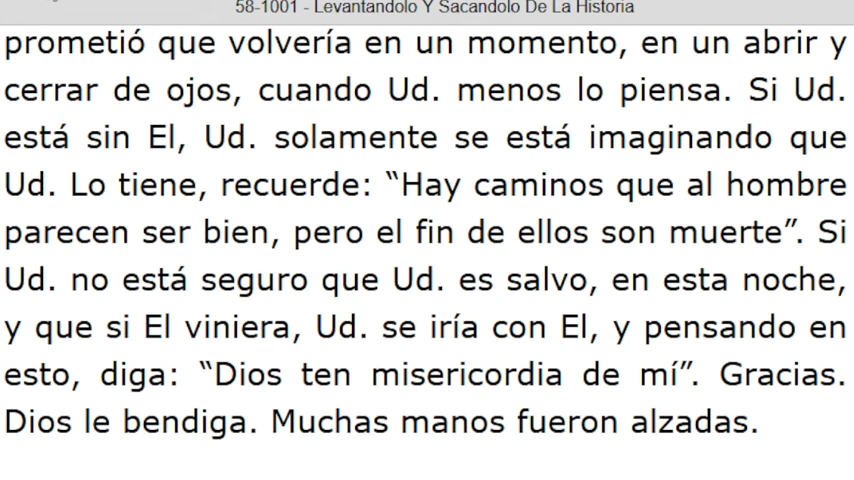 58-1001 - Levantandolo Y Sacandolo De La Historia
prometió que volvería en un momento, en un abrir y
cerrar de ojos, cuando Ud. menos lo piensa. Si Ud.
está sin El, Ud. solamente se está imaginando que
Ud. Lo tiene, recuerde: “Hay caminos que al hombre
parecen ser bien, pero el fin de ellos son muerte”. Si
Ud. no está seguro que Ud. es salvo, en esta noche,
y que si El viniera, Ud. se iría con El, y pensando en
esto, diga: “Dios ten misericordia de mí”. Gracias.
Dios le bendiga. Muchas manos fueron alzadas.